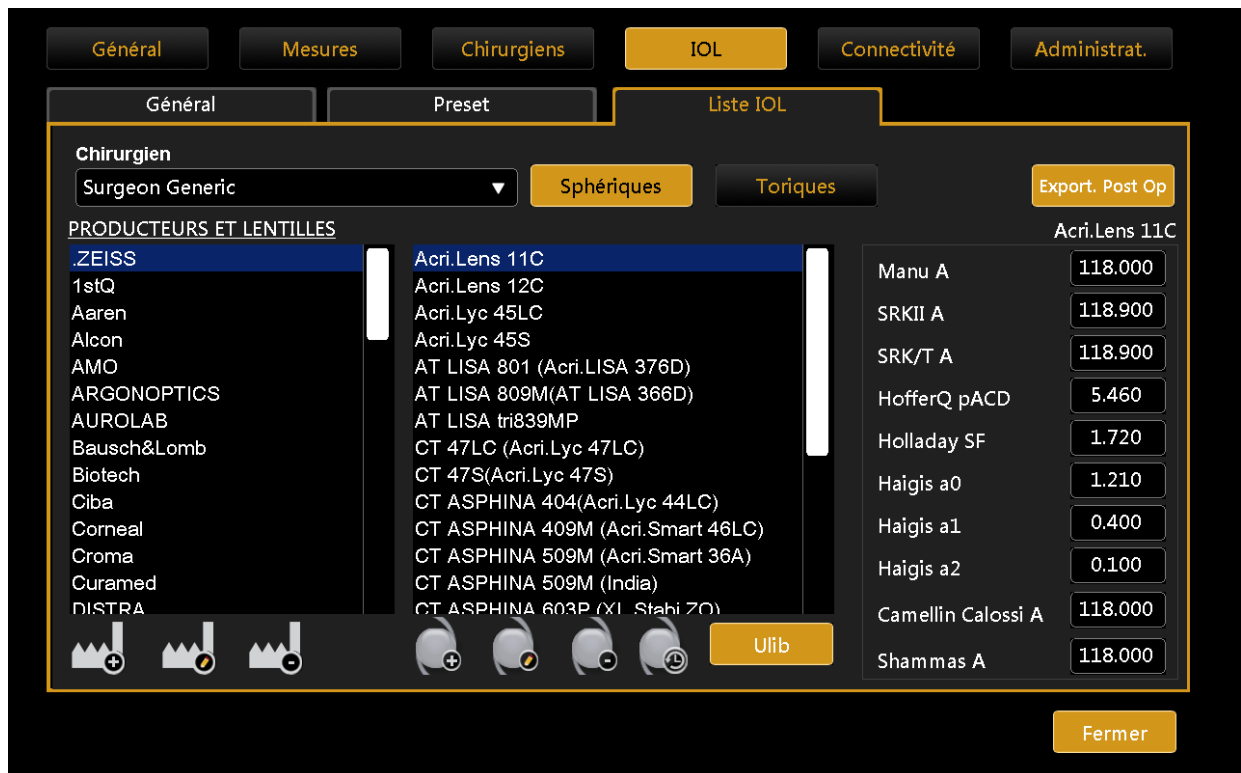 Général
Mesures
Chirurgiens
IOL
Connectivité
Administrat.
Général
Preset
Liste IOL
Chirurgien
Surgeon Generic
Sphériques
Toriques
Export. Post Op
PRODUCTEURS ET LENTILLES
Acri.Lens 11C
.ZEISS
1stQ
Aaren
Alcon
AMO
ARGONOPTICS
AUROLAB
Bausch&Lomb
Biotech
Ciba
Corneal
Croma
Curamed
DISTRA
Acri.Lens 11C
Acri.Lens 12C
Acri.Lyc 45LC
Acri.Lyc 45S
AT LISA 801 (Acri.LISA 376D)
AT LISA 809M(AT LISA 366D)
AT LISA tri839MP
CT 47LC (Acri.Lyc 47LC)
CT 47S(Acri.Lyc 47S)
CT ASPHINA 404(Acri.Lyc 44LC)
CT ASPHINA 409M (Acri.Smart 46LC)
CT ASPHINA 509M (Acri.Smart 36A)
CT ASPHINA 509M (India)
CT ASPHINA 603P (XL Stabi ZO)
Manu A 118.000
SRKII A 118.900
SRK/T A 118.900
HofferQ pACD 5.460
Holladay SF 1.720
Haigis a0 1.210
Haigis a1 0.400
Haigis a2 0.100
Camellin Calossi A 118.000
Shammas A 118.000
Ulib
Fermer